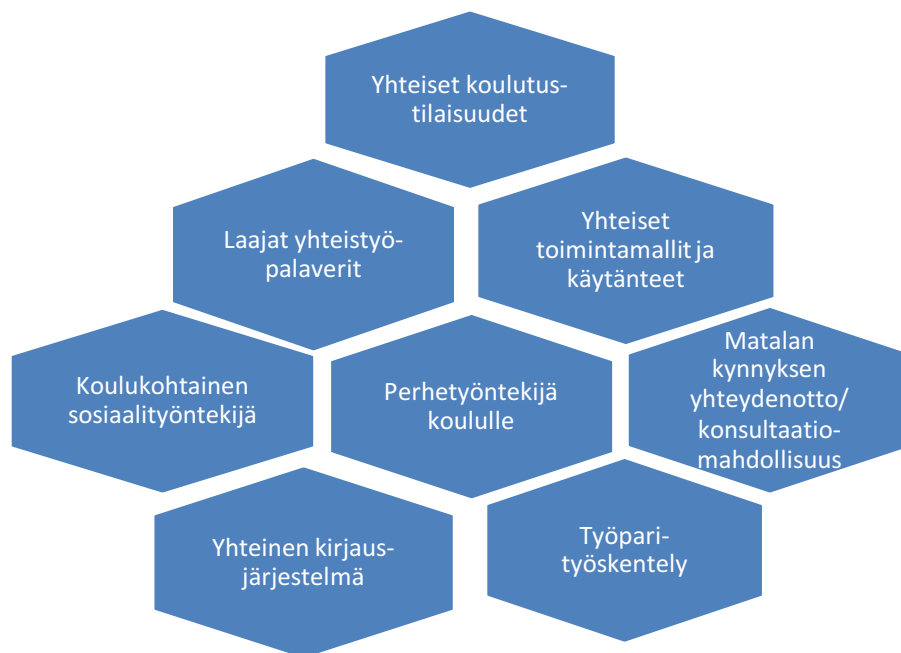 Yhteiset koulutus-
tilaisuudet
Laajat yhteistyö-
palaverit
Yhteiset
toimintamallit ja
käytänteet
Koulukohtainen
sosiaalityöntekijä
Perhetyöntekijä
koululle
Matalan
kynnyksen
yhteydenotto/
konsultaatio-
mahdollisuus
Yhteinen kirjaus-
järjestelmä
Työpari-
työskentely